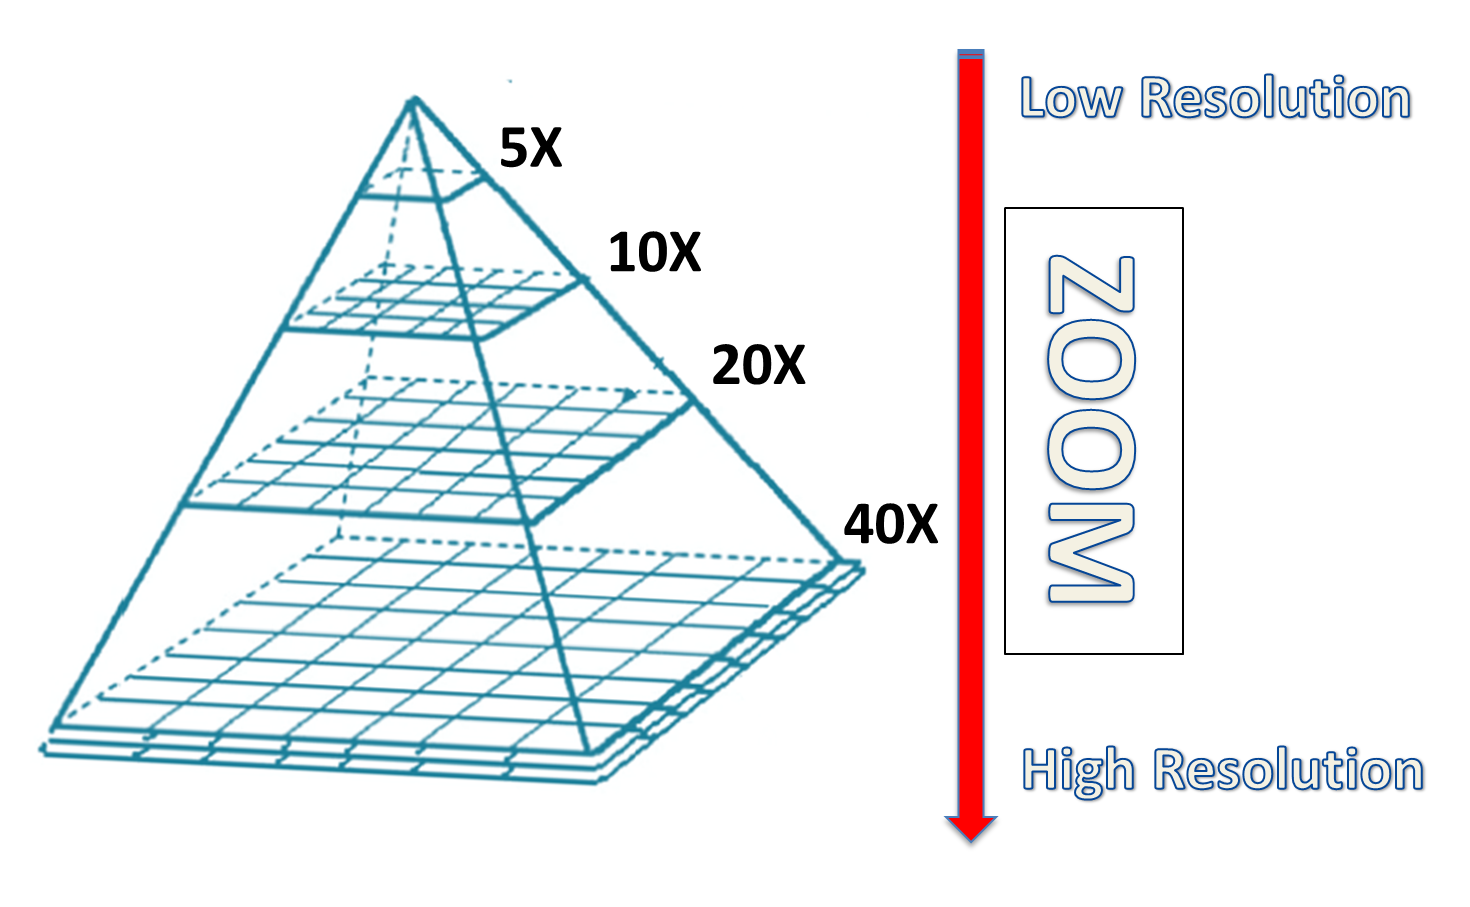 5X
10X
20X
40X
Low Resolution
ZOOM
High Resolution